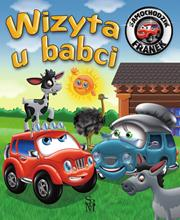 Wizyta
u babci
SAMOCHODZIK
FRANEK